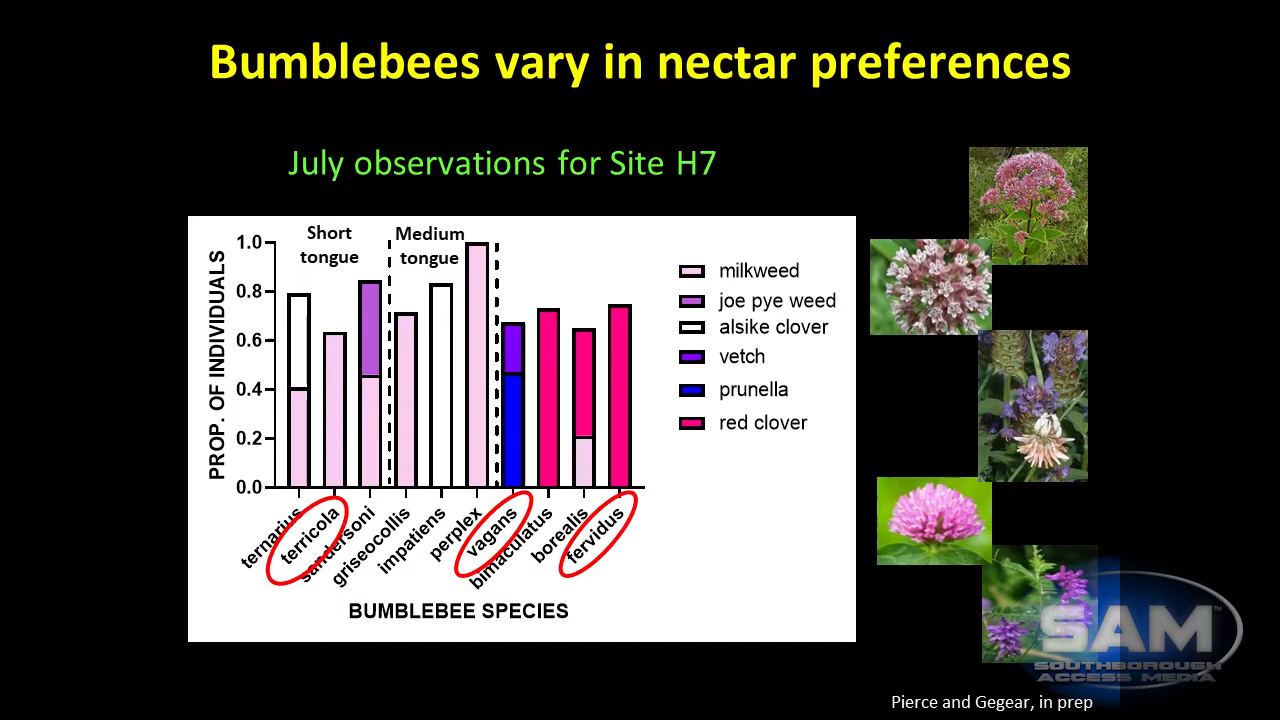 Bumblebees vary in nectar preferences
July observations for Site H7
Short
tongue
Medium
tongue
PROP. OF INDIVIDUALS
1.0
0.8
0.6
0.4
0.2
0.0
ternarius
terricola
sandersoni
griseocollis
impatiens
perplex
vagans
bimaculatus
borealis
fervidus
BUMBLEBEE SPECIES
milkweed
joe pye weed
alsike clover
vetch
prunella
red clover
SAM™
SOUTHBOROUGH
ACCESS MEDIA
Pierce and Gegear, in prep